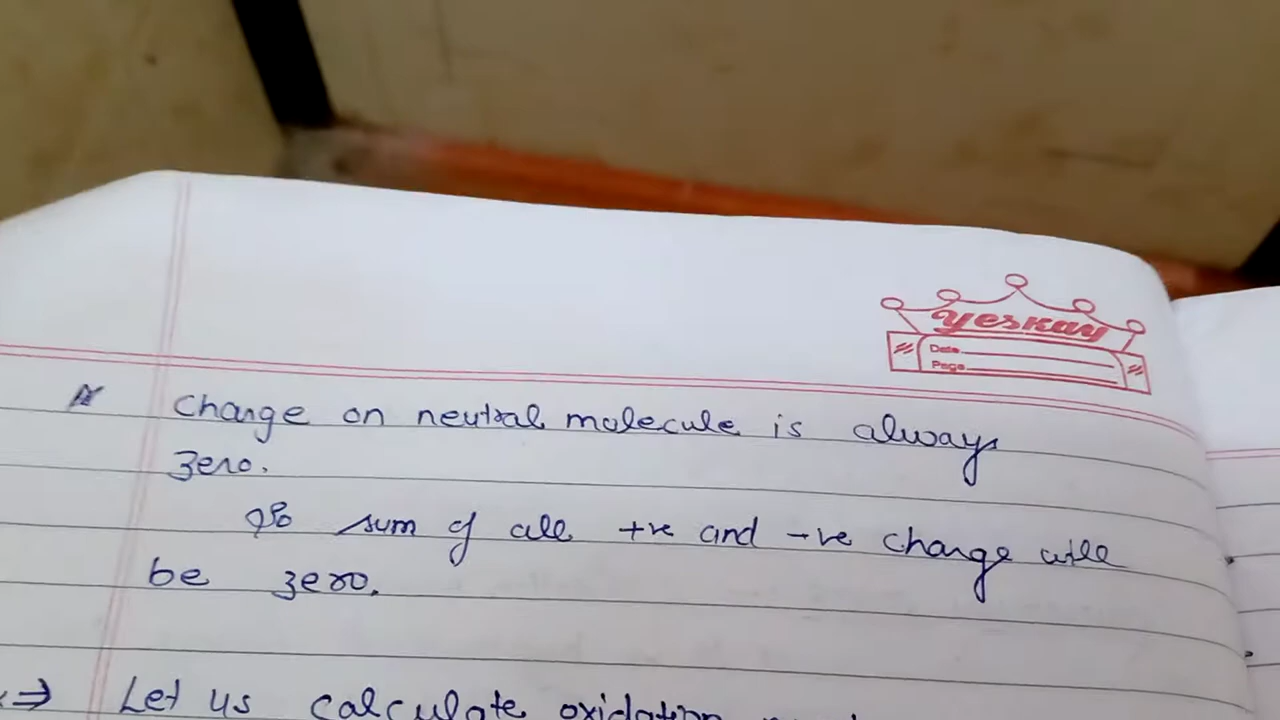 yeskay
Date
Page
Charge on neutral molecule is always
zero.
sum of all +ve and -ve charge will
be zero.
⇒ Let us calculate oxidation